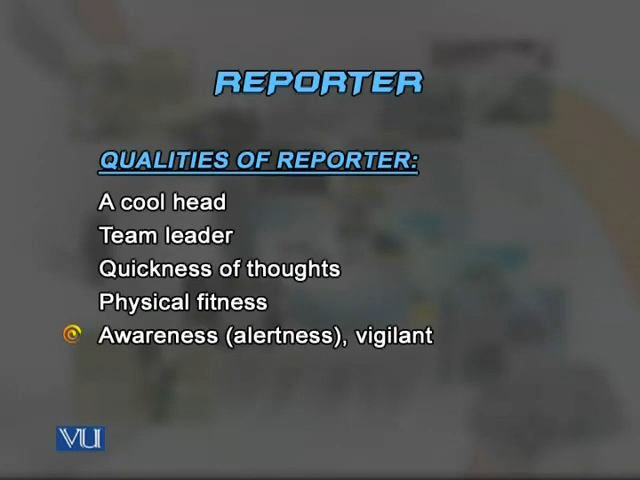 REPORTER
QUALITIES OF REPORTER:
A cool head
Team leader
Quickness of thoughts
Physical fitness
Awareness (alertness), vigilant
VU